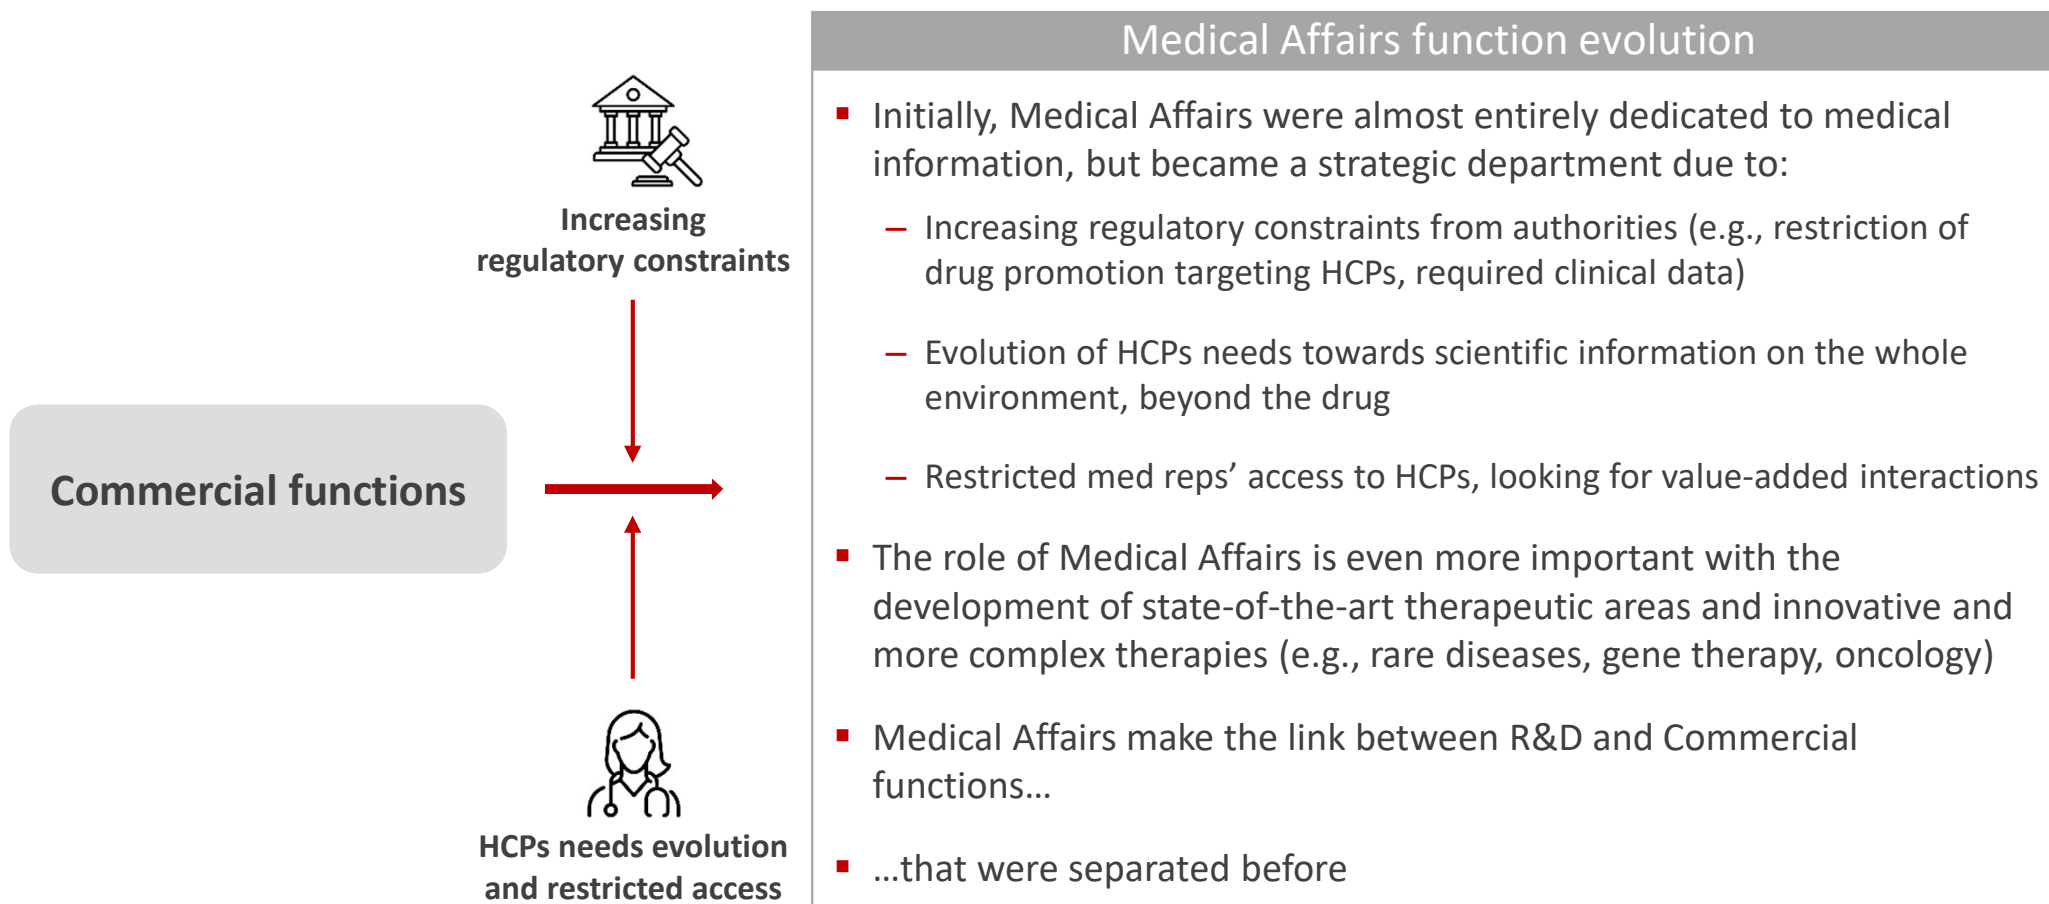 Medical Affairs function evolution
Increasing
regulatory constraints
Commercial functions
HCPs needs evolution
and restricted access
▪ Initially, Medical Affairs were almost entirely dedicated to medical
information, but became a strategic department due to:
– Increasing regulatory constraints from authorities (e.g., restriction of
drug promotion targeting HCPs, required clinical data)
– Evolution of HCPs needs towards scientific information on the whole
environment, beyond the drug
– Restricted med reps’ access to HCPs, looking for value-added interactions
▪ The role of Medical Affairs is even more important with the
development of state-of-the-art therapeutic areas and innovative and
more complex therapies (e.g., rare diseases, gene therapy, oncology)
▪ Medical Affairs make the link between R&D and Commercial
functions…
▪ …that were separated before